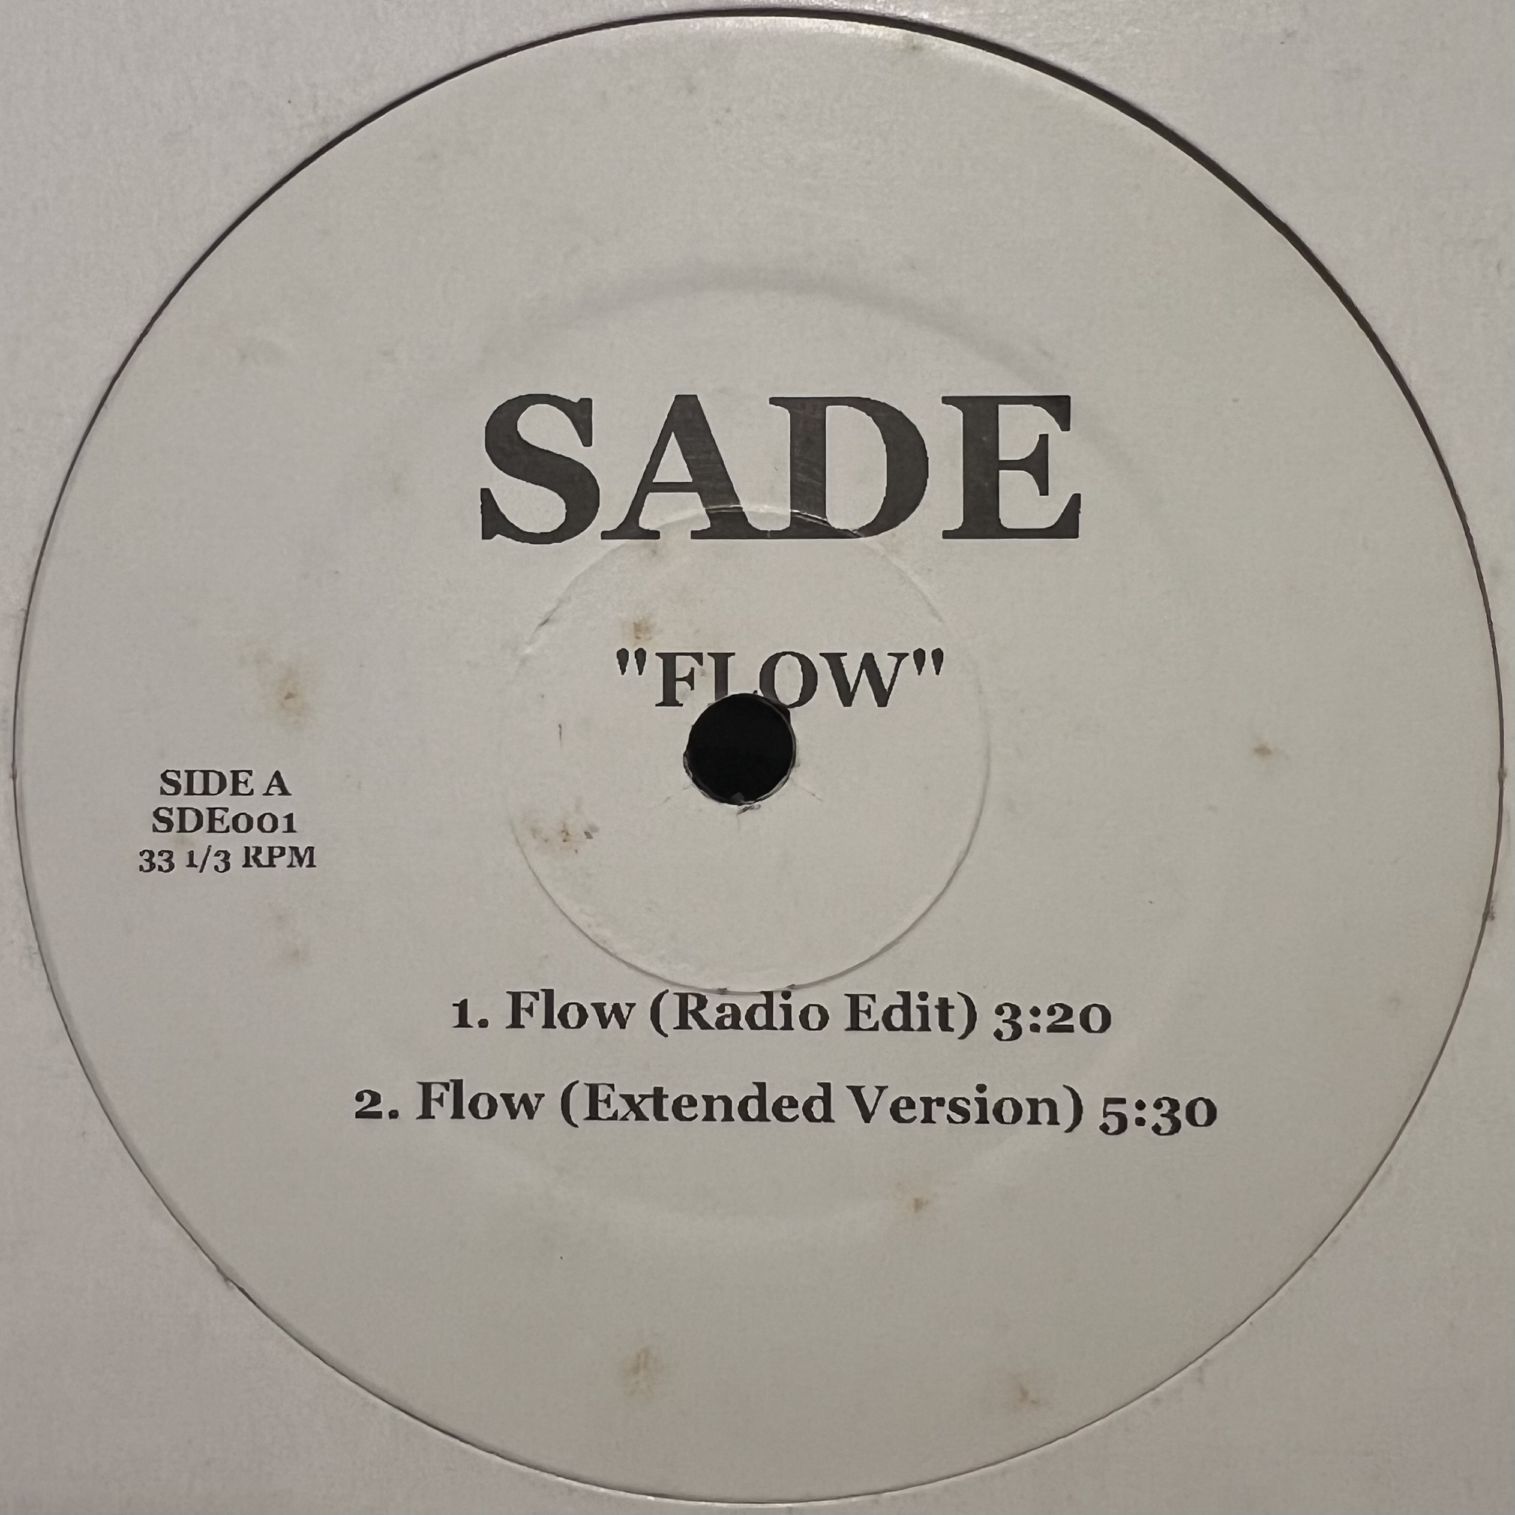 SADE
"FLOW"
SIDE A
SDE001
33 1/3 RPM
1. Flow (Radio Edit) 3:20
2. Flow (Extended Version) 5:30